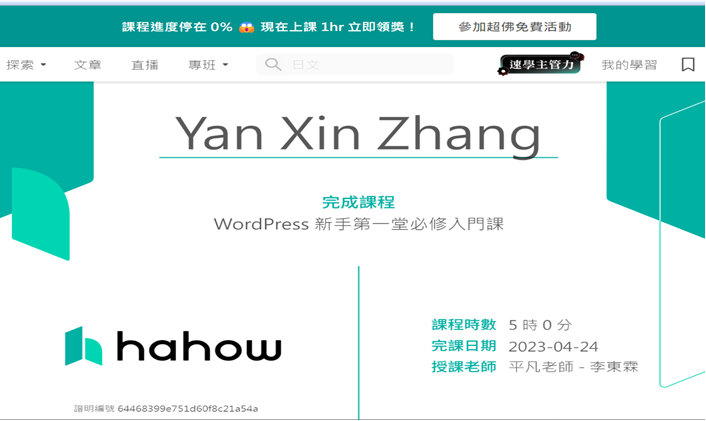 課程進度停在 0% 😱 現在上課 1hr 立即領獎！ 參加超佛免費活動
探索 文章 直播 專班 日文 速學主管力 我的學習
Yan Xin Zhang
完成課程
WordPress 新手第一堂必修入門課
hahow
課程時數 5 時 0 分
完課日期 2023-04-24
授課老師 平凡老師 - 李東霖
證明編號 64468399e751d60f8c21a54a